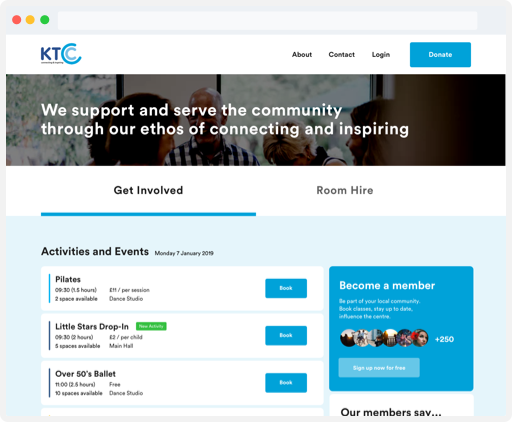 KTCC
connecting & inspiring
About
Contact
Login
Donate
We support and serve the community
through our ethos of connecting and inspiring
Get Involved
Room Hire
Activities and Events
Monday 7 January 2019
Pilates
09:30 (1.5 hours)
£11 / per session
2 space available
Dance Studio
Book
Little Stars Drop-In
New Activity
09:30 (2 hours)
£2 / per child
5 spaces available
Main Hall
Book
Over 50's Ballet
11:00 (2.5 hours)
Free
10 spaces available
Dance Studio
Book
Become a member
Be part of your local community.
Book classes, stay up to date,
influence the centre.
+250
Sign up now for free
Our members say...